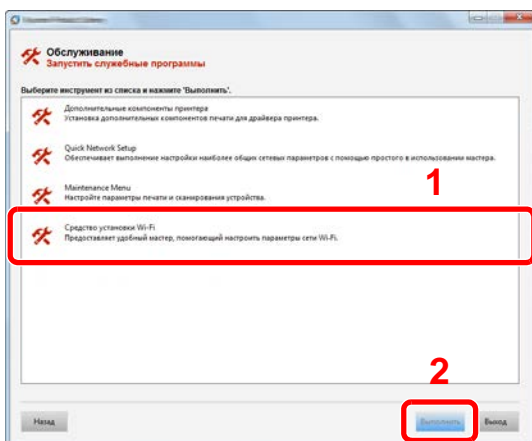 Обслуживание
Запустить служебные программы
Выберите инструмент из списка и нажмите 'Выполнить'.
Дополнительные компоненты принтера
Установка дополнительных компонентов печати для драйвера принтера.
Quick Network Setup
Обеспечивает выполнение настройки наиболее общих сетевых параметров с помощью простого в использовании мастера.
Maintenance Menu
Настройте параметры печати и сканирования устройства.
1
Средство установки Wi-Fi
Предоставляет удобный мастер, помогающий настроить параметры сети Wi-Fi.
2
Назад
Выполнить
Выход